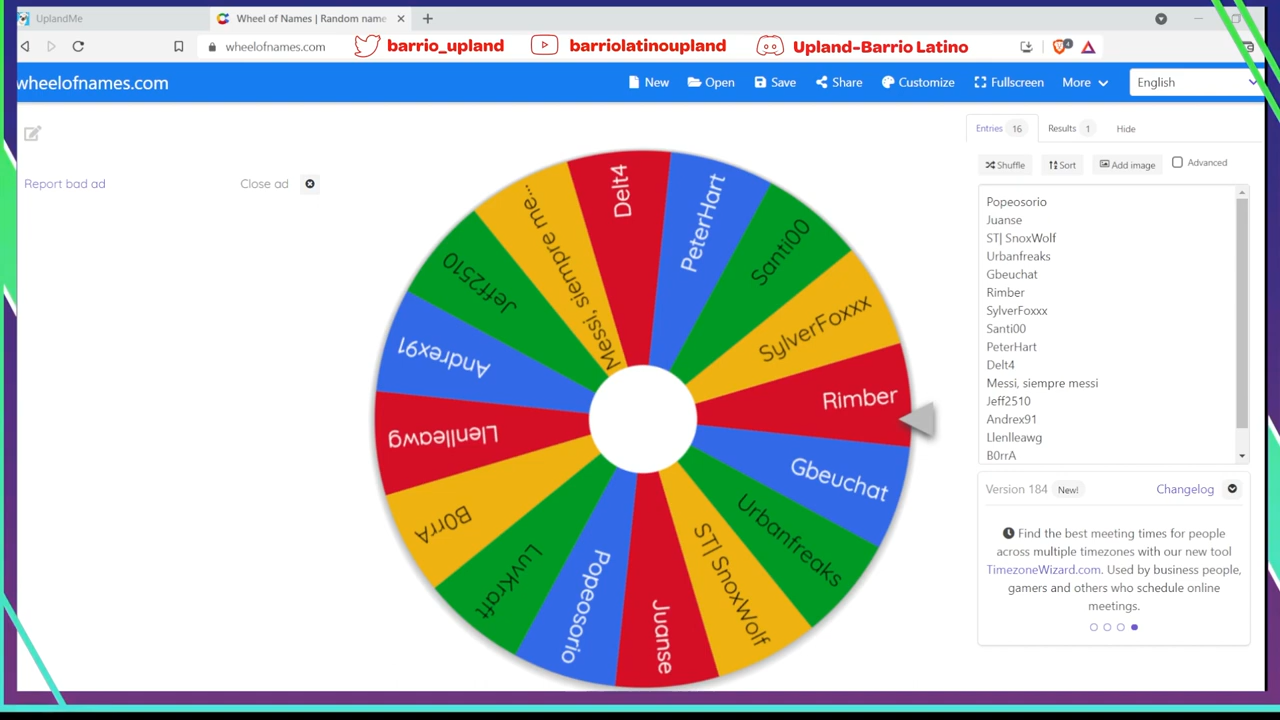 UplandMe
Wheel of Names | Random name
wheelofnames.com
barrio_upland
barriolatinoupland
Upland-Barrio Latino
4
wheelofnames.com
New
Open
Save
Share
Customize
Fullscreen
More
English
Entries 16
Results 1
Hide
Report bad ad
Close ad
Shuffle
Sort
Add image
Advanced
Popeosorio
Juanse
ST| SnoxWolf
Urbanfreaks
Gbeuchat
Rimber
SylverFoxxx
Santi00
PeterHart
Delt4
Messi, siempre messi
Jeff2510
Andrex91
Llenlleawg
B0rrA
Delt4
PeterHart
Santi00
SylverFoxxx
Rimber
Gbeuchat
Urbanfreaks
ST| SnoxWolf
Juanse
Popeosorio
LuvKraft
B0rrA
Llenlleawg
Andrex91
Jeff2510
Messi, siempre me...
Version 184 New!
Changelog
Find the best meeting times for people
across multiple timezones with our new tool
TimezoneWizard.com. Used by business people,
gamers and others who schedule online
meetings.